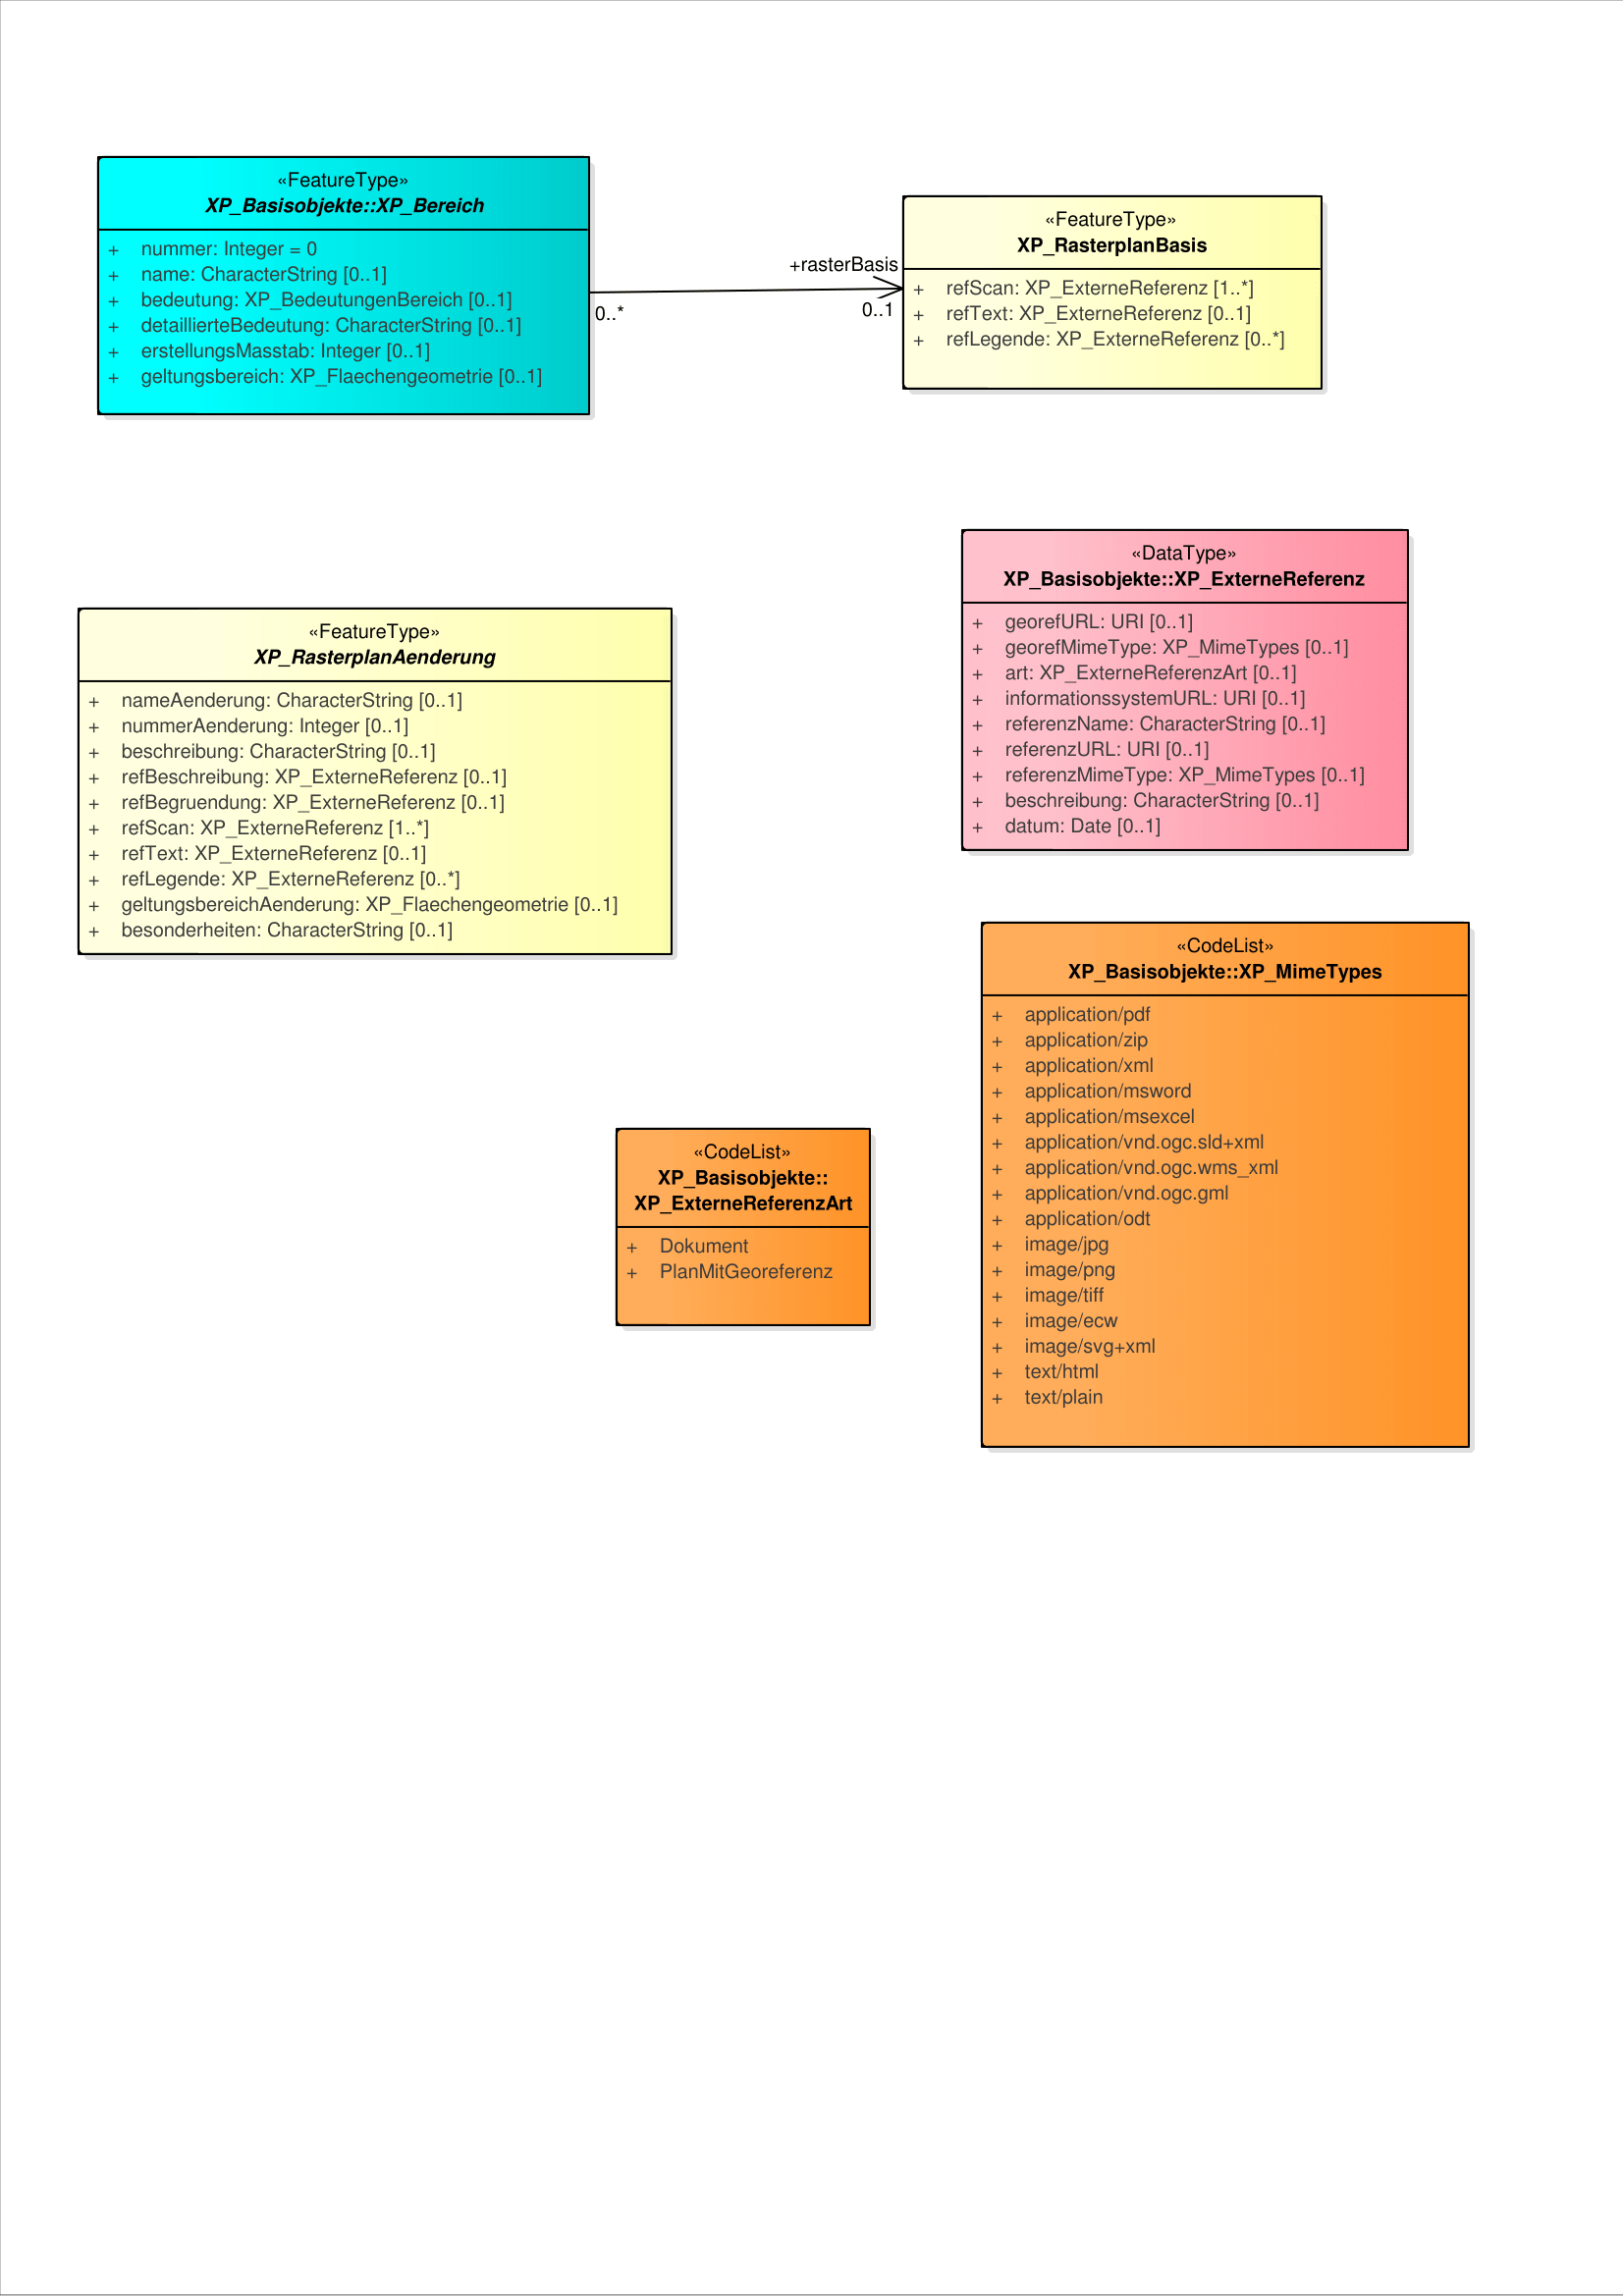 «FeatureType»
XP_Basisobjekte::XP_Bereich
+ nummer: Integer = 0
+ name: CharacterString [0..1]
+ bedeutung: XP_BedeutungenBereich [0..1]
+ detaillierteBedeutung: CharacterString [0..1]
+ erstellungsMasstab: Integer [0..1]
+ geltungsbereich: XP_Flaechengeometrie [0..1]
+rasterBasis
0..*
0..1
«FeatureType»
XP_RasterplanBasis
+ refScan: XP_ExterneReferenz [1..*]
+ refText: XP_ExterneReferenz [0..1]
+ refLegende: XP_ExterneReferenz [0..*]
«DataType»
XP_Basisobjekte::XP_ExterneReferenz
+ georefURL: URI [0..1]
+ georefMimeType: XP_MimeTypes [0..1]
+ art: XP_ExterneReferenzArt [0..1]
+ informationssystemURL: URI [0..1]
+ referenzName: CharacterString [0..1]
+ referenzURL: URI [0..1]
+ referenzMimeType: XP_MimeTypes [0..1]
+ beschreibung: CharacterString [0..1]
+ datum: Date [0..1]
«FeatureType»
XP_RasterplanAenderung
+ nameAenderung: CharacterString [0..1]
+ nummerAenderung: Integer [0..1]
+ beschreibung: CharacterString [0..1]
+ refBeschreibung: XP_ExterneReferenz [0..1]
+ refBegruendung: XP_ExterneReferenz [0..1]
+ refScan: XP_ExterneReferenz [1..*]
+ refText: XP_ExterneReferenz [0..1]
+ refLegende: XP_ExterneReferenz [0..*]
+ geltungsbereichAenderung: XP_Flaechengeometrie [0..1]
+ besonderheiten: CharacterString [0..1]
«CodeList»
XP_Basisobjekte::XP_MimeTypes
+ application/pdf
+ application/zip
+ application/xml
+ application/msword
+ application/msexcel
+ application/vnd.ogc.sld+xml
+ application/vnd.ogc.wms_xml
+ application/vnd.ogc.gml
+ application/odt
+ image/jpg
+ image/png
+ image/tiff
+ image/ecw
+ image/svg+xml
+ text/html
+ text/plain
«CodeList»
XP_Basisobjekte::
XP_ExterneReferenzArt
+ Dokument
+ PlanMitGeoreferenz